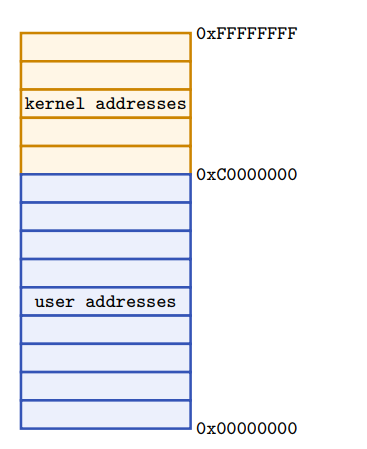 0xFFFFFFFF
kernel addresses
0xC0000000
user addresses
0x00000000